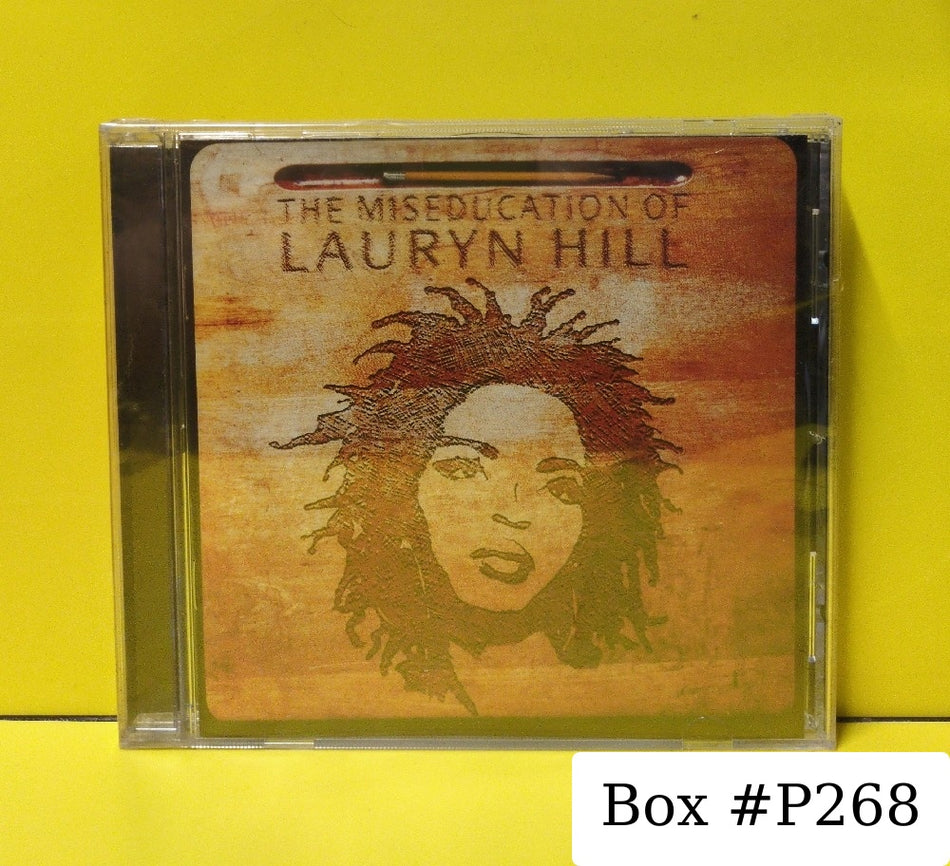 THE MISEDUCATION OF
LAURYN HILL
Box #P268